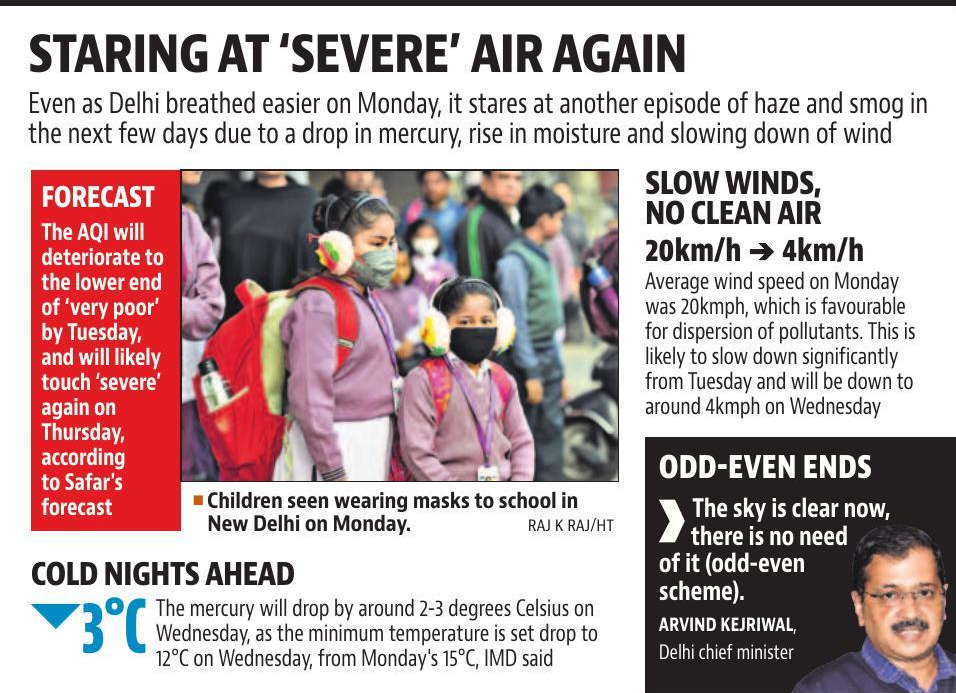 STARING AT ‘SEVERE’ AIR AGAIN
Even as Delhi breathed easier on Monday, it stares at another episode of haze and smog in
the next few days due to a drop in mercury, rise in moisture and slowing down of wind
FORECAST
The AQI will
deteriorate to
the lower end
of ‘very poor’
by Tuesday,
and will likely
touch ‘severe’
again on
Thursday,
according
to Safar’s
forecast
Children seen wearing masks to school in
New Delhi on Monday.
RAJ K RAJ/HT
SLOW WINDS,
NO CLEAN AIR
20km/h ➔ 4km/h
Average wind speed on Monday
was 20kmph, which is favourable
for dispersion of pollutants. This is
likely to slow down significantly
from Tuesday and will be down to
around 4kmph on Wednesday
COLD NIGHTS AHEAD
3°C
The mercury will drop by around 2-3 degrees Celsius on
Wednesday, as the minimum temperature is set drop to
12°C on Wednesday, from Monday’s 15°C, IMD said
ODD-EVEN ENDS
The sky is clear now,
there is no need
of it (odd-even
scheme).
ARVIND KEJRIWAL,
Delhi chief minister